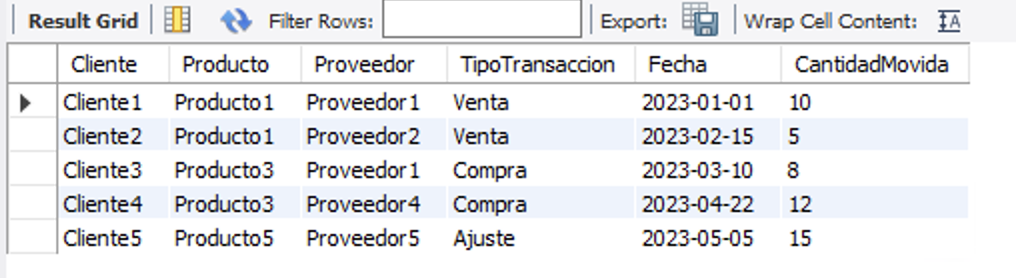 Result Grid Filter Rows: Export: Wrap Cell Content:
Cliente Producto Proveedor TipoTransaccion Fecha CantidadMovida
Cliente1 Producto1 Proveedor1 Venta 2023-01-01 10
Cliente2 Producto1 Proveedor2 Venta 2023-02-15 5
Cliente3 Producto3 Proveedor1 Compra 2023-03-10 8
Cliente4 Producto3 Proveedor4 Compra 2023-04-22 12
Cliente5 Producto5 Proveedor5 Ajuste 2023-05-05 15